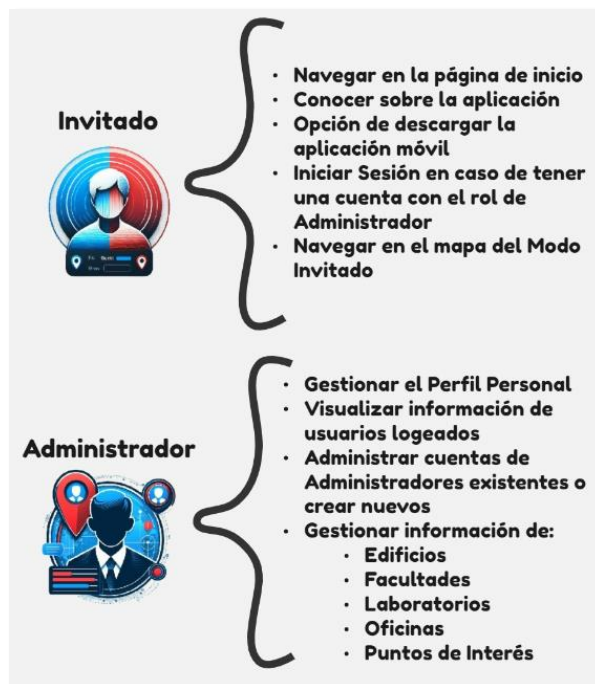 Invitado
· Navegar en la página de inicio
· Conocer sobre la aplicación
· Opción de descargar la
aplicación móvil
· Iniciar Sesión en caso de tener
una cuenta con el rol de
Administrador
· Navegar en el mapa del Modo
Invitado
Administrador
· Gestionar el Perfil Personal
· Visualizar información de
usuarios logeados
· Administrar cuentas de
Administradores existentes o
crear nuevos
· Gestionar información de:
· Edificios
· Facultades
· Laboratorios
· Oficinas
· Puntos de Interés